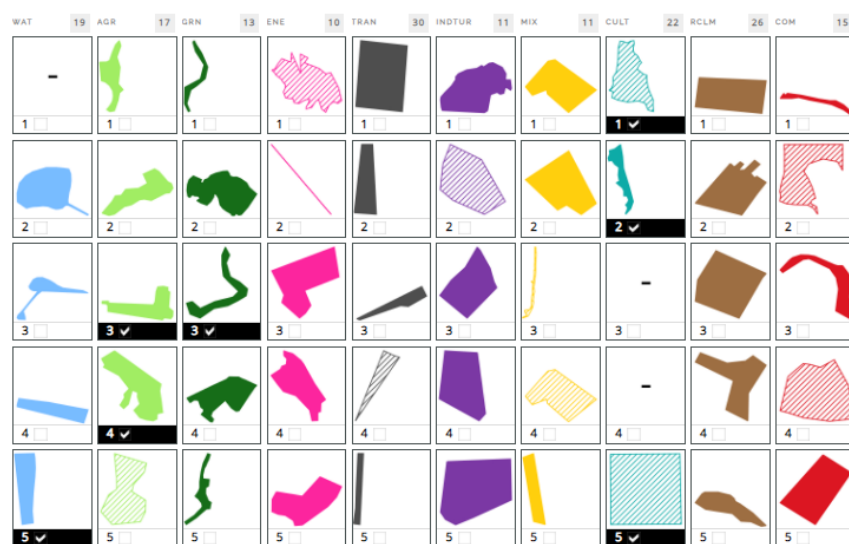 WAT 19 AGR 17 GRN 13 ENE 10 TRAN 30 INDTUR 11 MIX 11 CULT 22 RCLM 26 COM 15
-
1 1 1 1 1 1 1 1 1 1
2 2 2 2 2 2 2 2 2 2
-
3 3 3 3 3 3 3 3 3 3
-
4 4 4 4 4 4 4 4 4 4
5 5 5 5 5 5 5 5 5 5